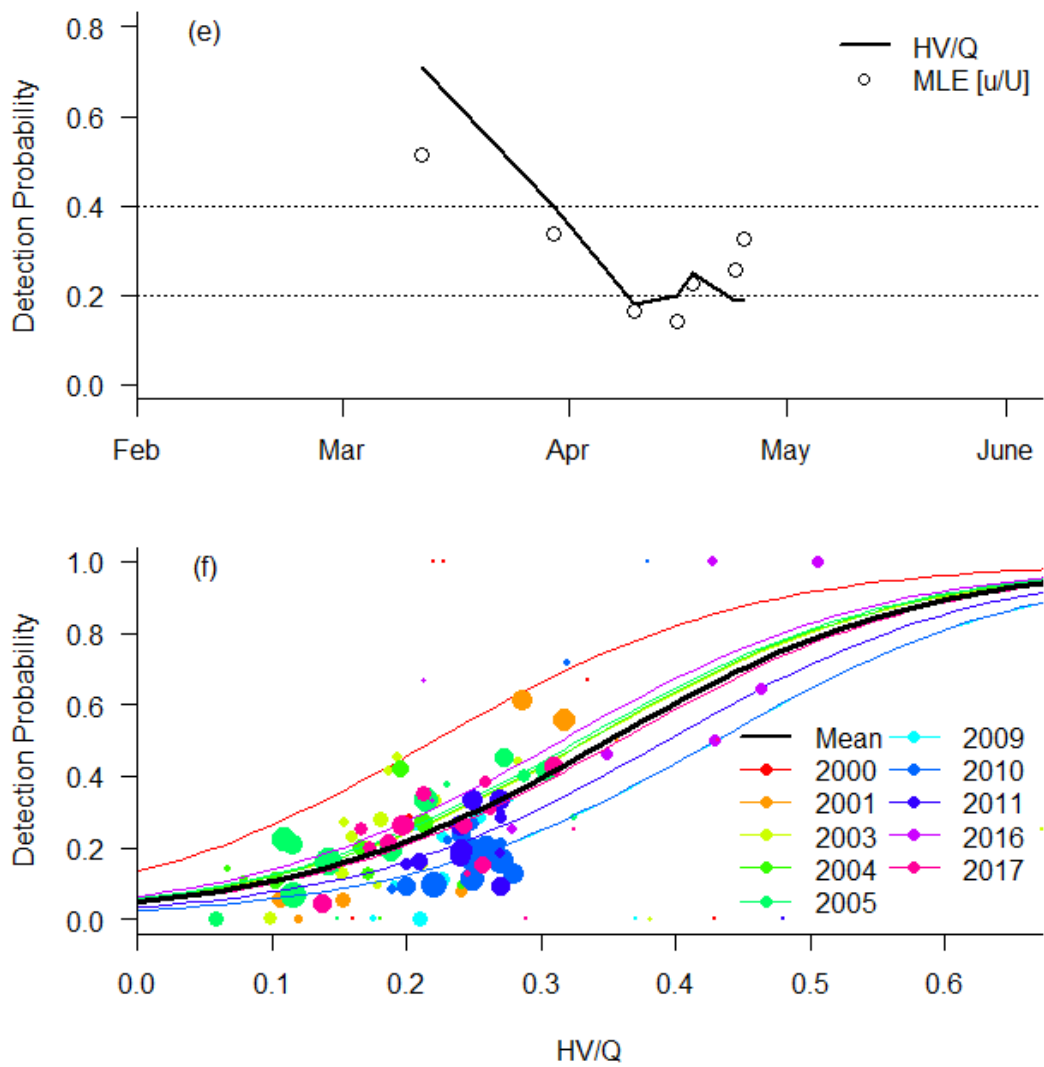 (e)
HV/Q
MLE [u/U]
Detection Probability
0.8
0.6
0.4
0.2
0.0
Feb Mar Apr May June
(f)
Detection Probability
1.0
0.8
0.6
0.4
0.2
0.0
Mean 2009
2000 2010
2001 2011
2003 2016
2004 2017
2005
0.0 0.1 0.2 0.3 0.4 0.5 0.6
HV/Q